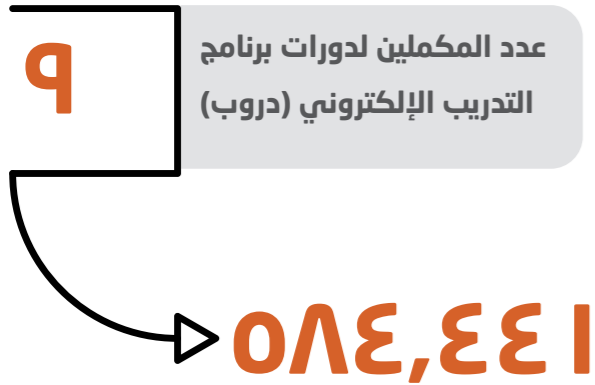 ٩
عدد المكملين لدورات برنامج
التدريب الإلكتروني (دروب)
٥٨٤,٤٤١